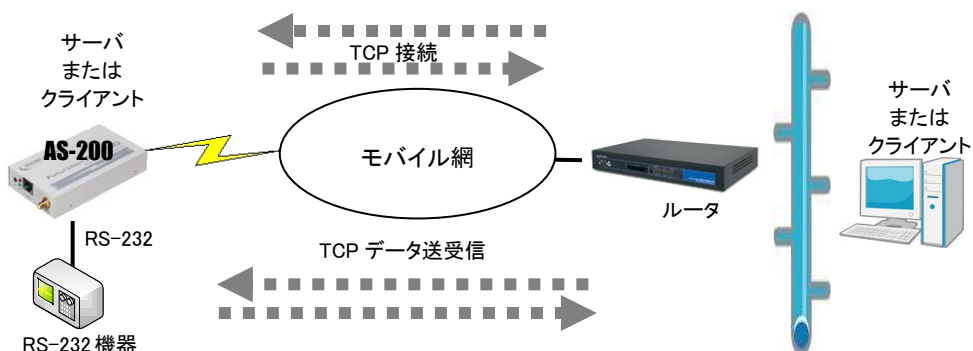 サーバ
または
クライアント
TCP 接続
サーバ
または
クライアント
AS-200
モバイル網
ルータ
RS-232
TCP データ送受信
RS-232 機器